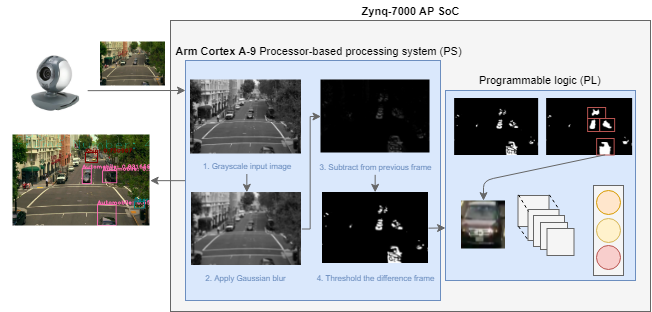 Zynq-7000 AP SoC
Arm Cortex A-9 Processor-based processing system (PS)
Programmable logic (PL)
1. Grayscale input image
3. Subtract from previous frame
2. Apply Gaussian blur
4. Threshold the difference frame